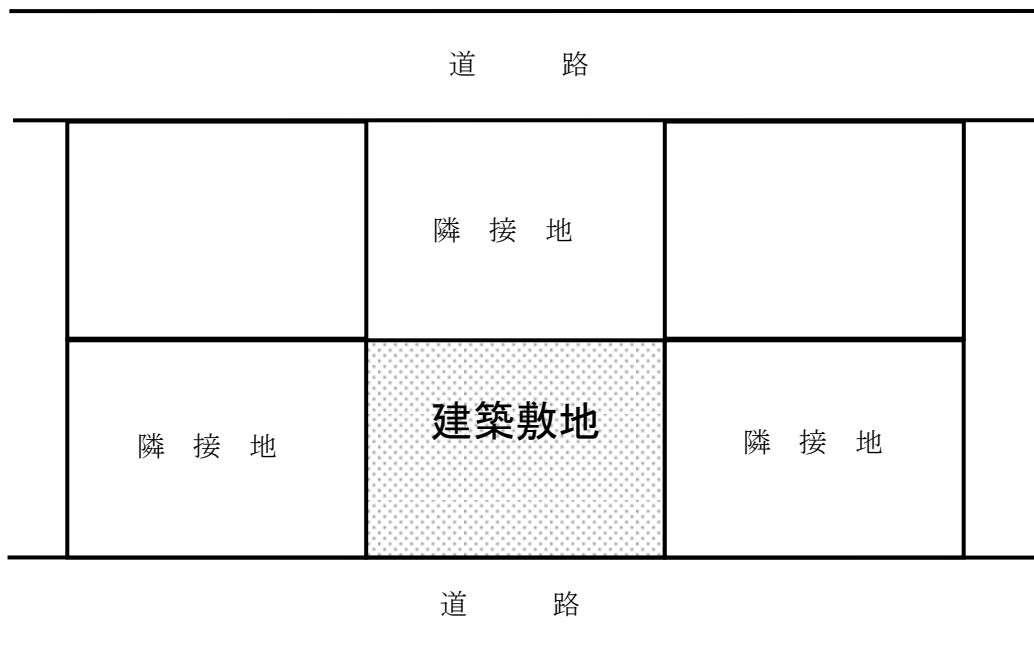 道 路
隣 接 地
建築敷地
隣 接 地
隣 接 地
道 路